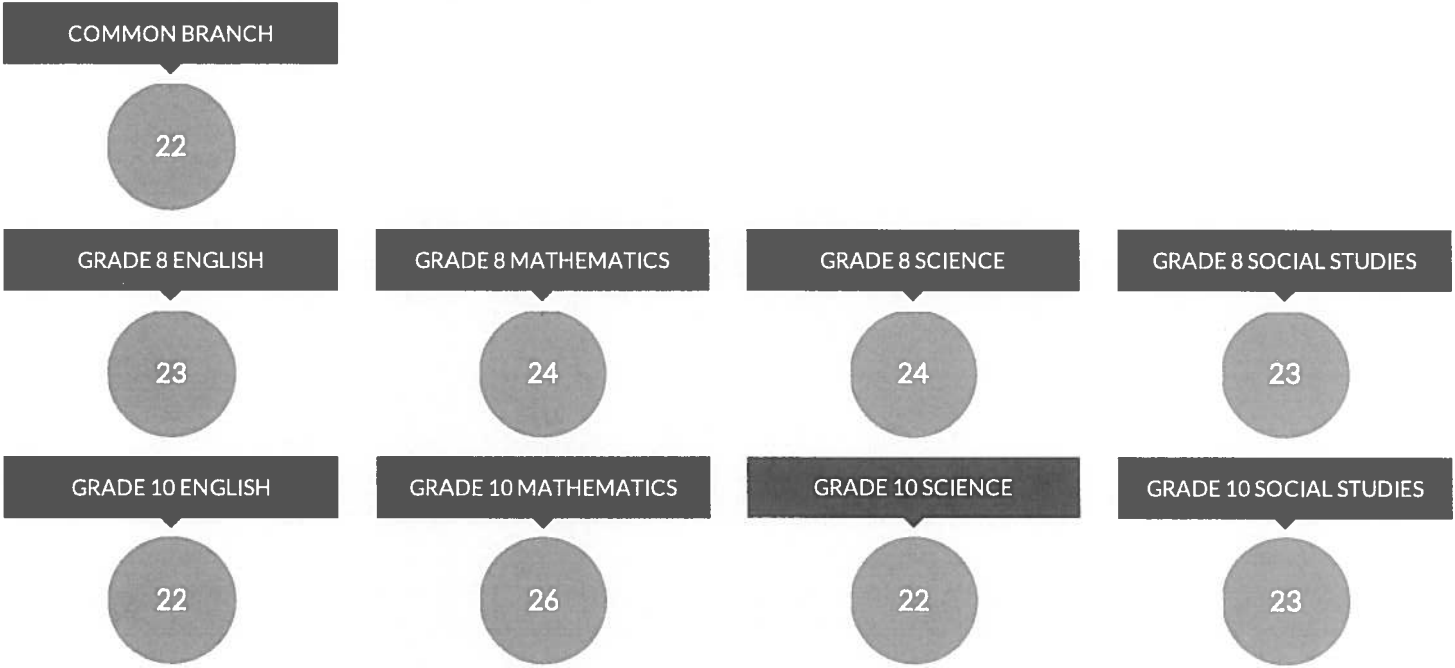 COMMON BRANCH
22
GRADE 8 ENGLISH
23
GRADE 8 MATHEMATICS
24
GRADE 8 SCIENCE
24
GRADE 8 SOCIAL STUDIES
23
GRADE 10 ENGLISH
22
GRADE 10 MATHEMATICS
26
GRADE 10 SCIENCE
22
GRADE 10 SOCIAL STUDIES
23